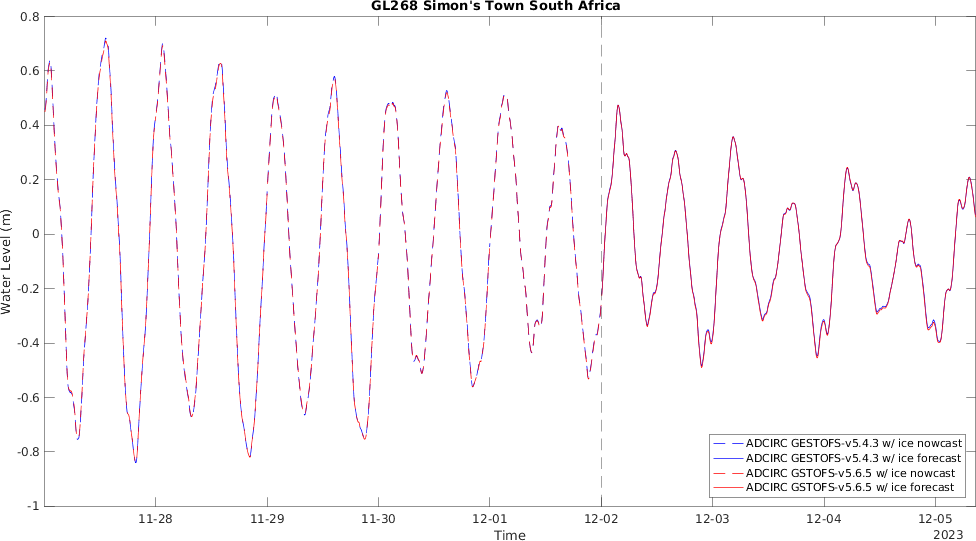 GL268 Simon's Town South Africa
0.8
0.6
0.4
0.2
0
-0.2
-0.4
-0.6
-0.8
-1
Water Level (m)
ADCIRC GESTOFS-v5.4.3 w/ ice nowcast
ADCIRC GESTOFS-v5.4.3 w/ ice forecast
ADCIRC GSTOFS-v5.6.5 w/ ice nowcast
ADCIRC GSTOFS-v5.6.5 w/ ice forecast
11-28 11-29 11-30 12-01 12-02 12-03 12-04 12-05
Time
2023